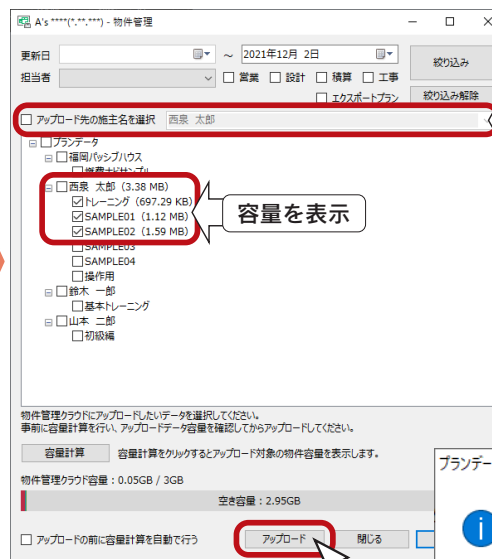 A's ****(*.**.***) - 物件管理
更新日 ～ 2021年12月 2日 絞り込み
担当者 営業 設計 積算 工事
エクスポートプラン 絞り込み解除
アップロード先の施主名を選択 西泉 太郎
プランデータ
福岡パッシブハウス
燃費ナビサンプル
西泉 太郎 (3.38 MB)
トレーニング (697.29 KB)
SAMPLE01 (1.12 MB)
SAMPLE02 (1.59 MB)
容量を表示
SAMPLE03
SAMPLE04
操作用
鈴木 一郎
基本トレーニング
山本 二郎
初級編
物件管理クラウドにアップロードしたいデータを選択してください。
事前に容量計算を行い、アップロードデータ容量を確認してからアップロードしてください。
容量計算 容量計算をクリックするとアップロード対象の物件容量を表示します。
物件管理クラウド容量：0.05GB / 3GB
空き容量：2.95GB
アップロードの前に容量計算を自動で行う アップロード 閉じる
プランデー